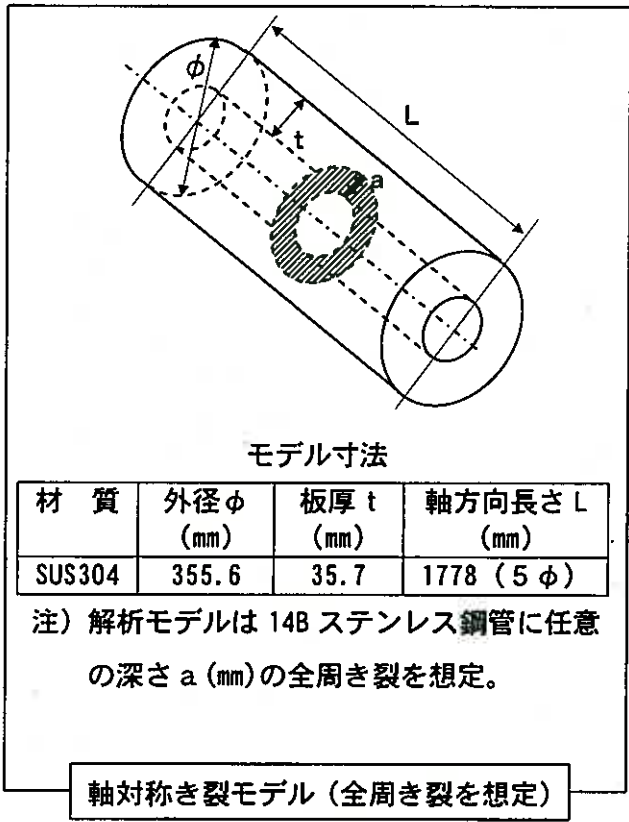 φ
L
t
a
モデル寸法
材　質 外径φ (mm) 板厚 t (mm) 軸方向長さ L (mm)
SUS304 355.6 35.7 1778 (5φ)
注) 解析モデルは 14B ステンレス鋼管に任意
の深さ a (mm)の全周き裂を想定。
軸対称き裂モデル (全周き裂を想定)